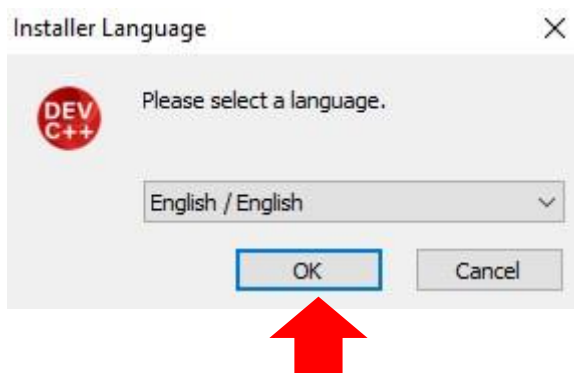 Installer Language
DEV
C++
Please select a language.
English / English
OK
Cancel